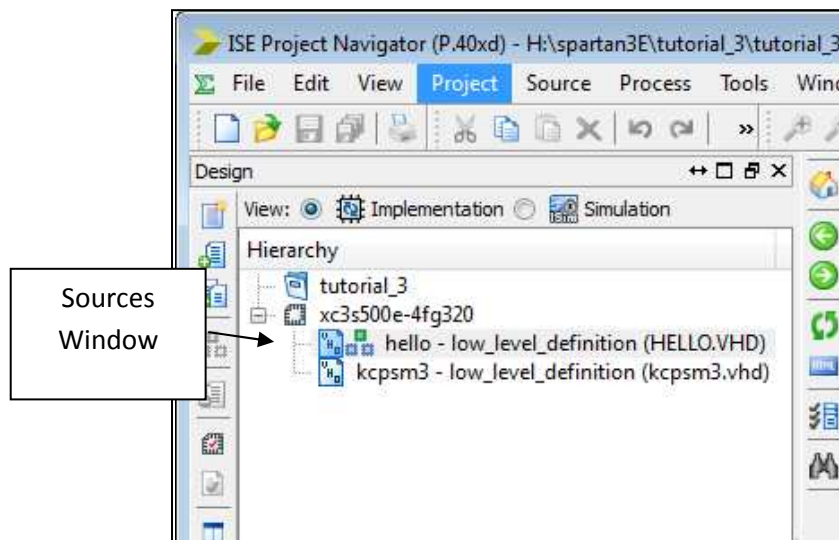 ISE Project Navigator (P.40xd) - H:\spartan3E\tutorial_3\tutorial_3
File Edit View Project Source Process Tools Wind
»
Design
View: Implementation Simulation
Hierarchy
tutorial_3
xc3s500e-4fg320
hello - low_level_definition (HELLO.VHD)
kcpsm3 - low_level_definition (kcpsm3.vhd)
Sources
Window